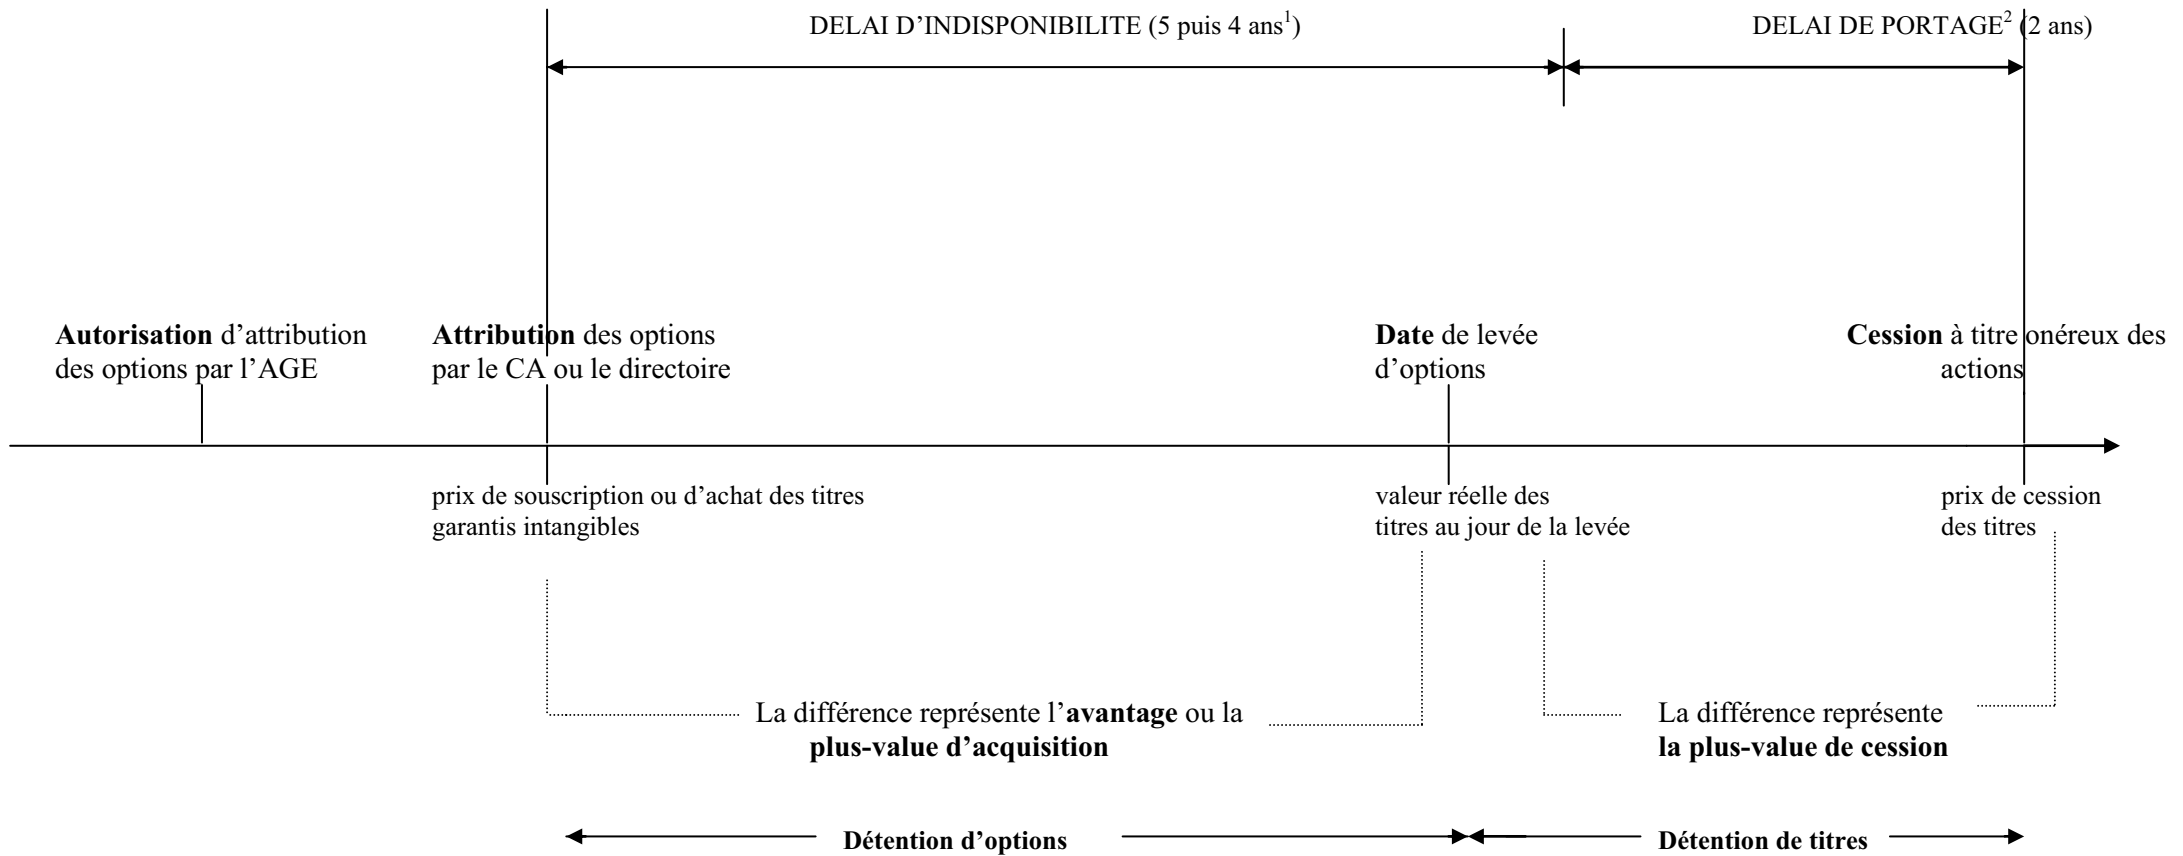 DELAI D’INDISPONIBILITE (5 puis 4 ans¹)
DELAI DE PORTAGE² (2 ans)
Autorisation d’attribution
des options par l’AGE
Attribution des options
par le CA ou le directoire
Date de levée
d’options
Cession à titre onéreux des
actions
prix de souscription ou d’achat des titres
garantis intangibles
valeur réelle des
titres au jour de la levée
prix de cession
des titres
La différence représente l’avantage ou la
plus-value d’acquisition
La différence représente
la plus-value de cession
Détention d’options
Détention de titres